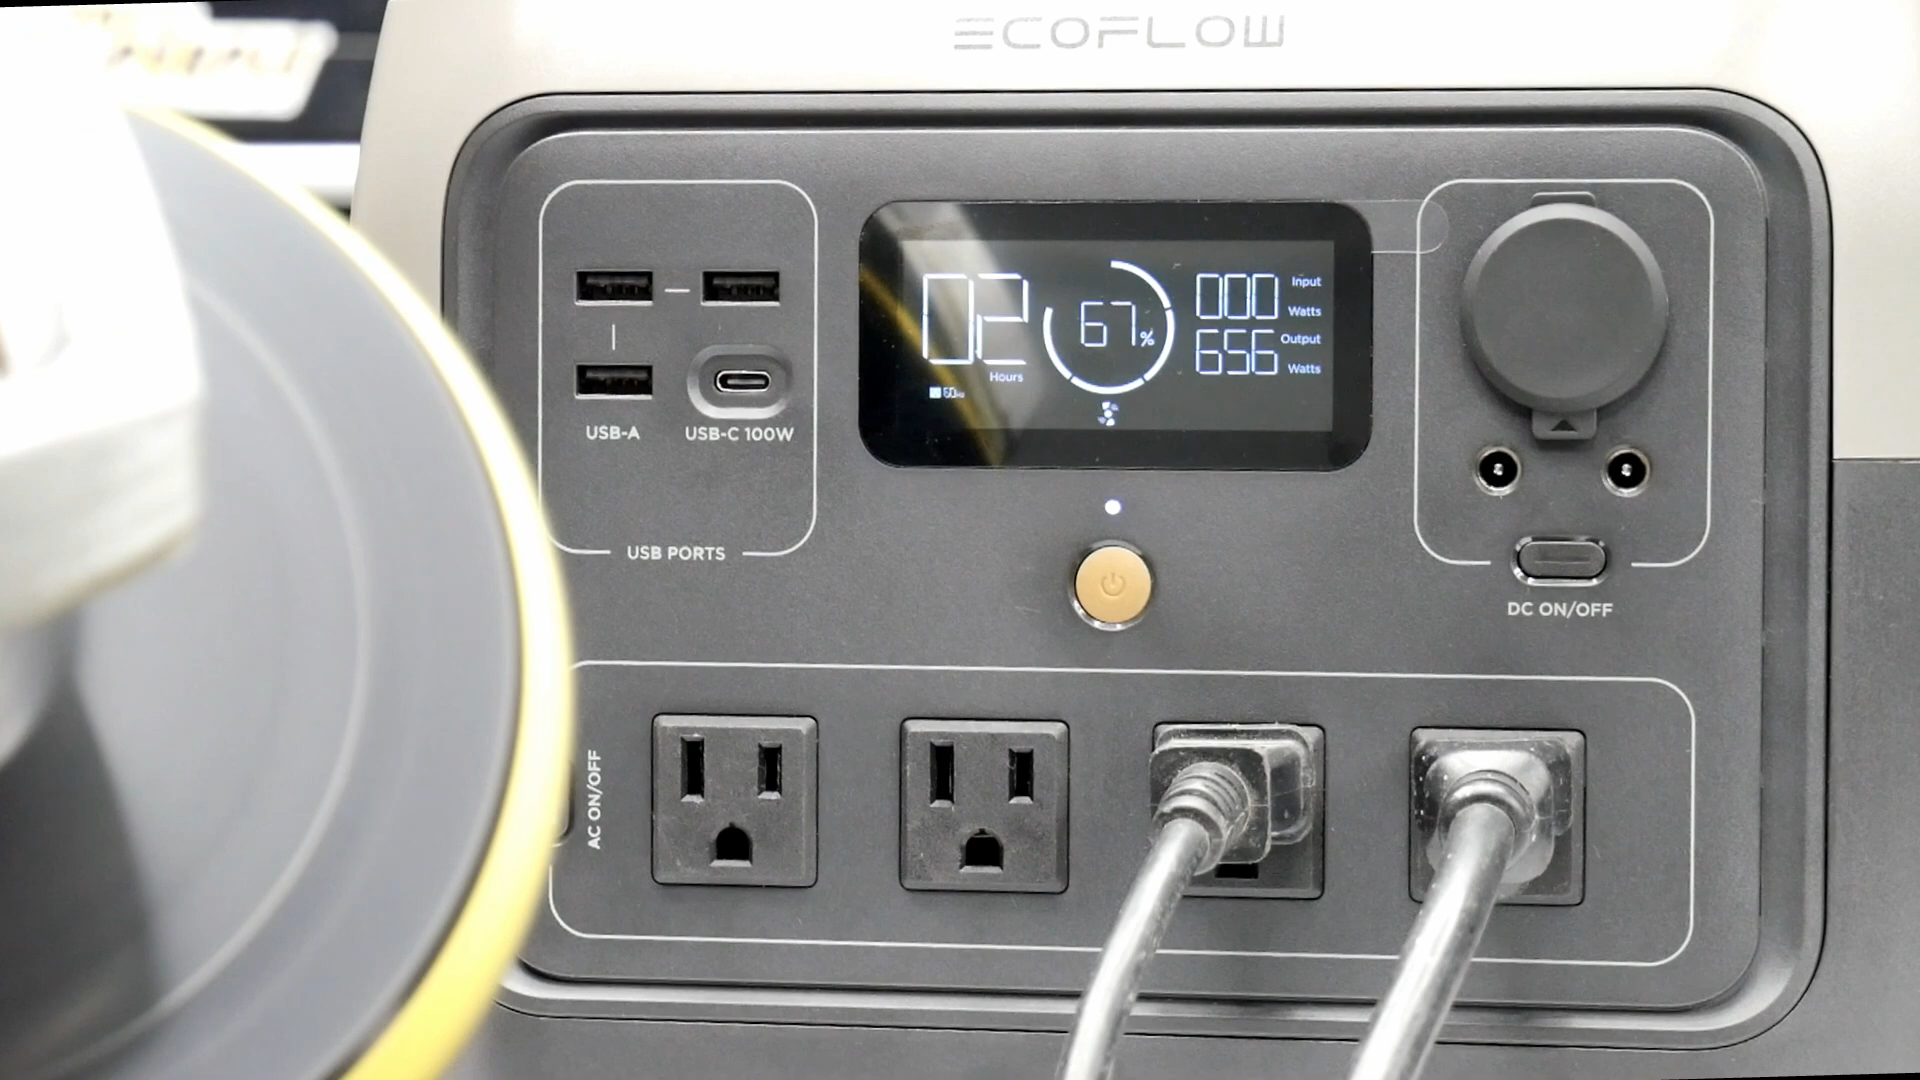 ECOFLOW
USB-A
USB-C 100W
USB PORTS
02
Hours
60Hz
67%
000 Input Watts
656 Output Watts
DC ON/OFF
AC ON/OFF